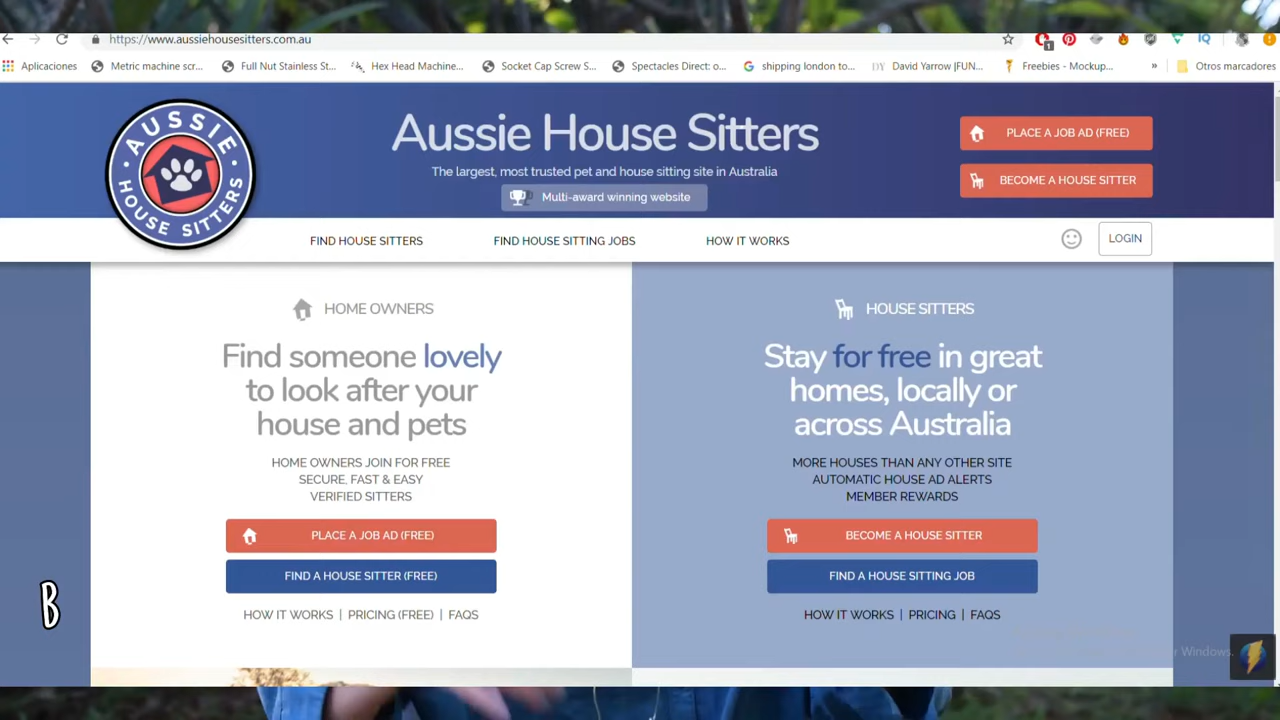 https://www.aussiehousesitters.com.au
1
Aplicaciones
Metric machine scr...
Full Nut Stainless St...
Hex Head Machine...
Socket Cap Screw S...
Spectacles Direct: o...
shipping london to...
DY David Yarrow |FUN...
Freebies - Mockup...
»
Otros marcadores
AUSSIE HOUSE SITTERS
Aussie House Sitters
The largest, most trusted pet and house sitting site in Australia
Multi-award winning website
PLACE A JOB AD (FREE)
BECOME A HOUSE SITTER
FIND HOUSE SITTERS
FIND HOUSE SITTING JOBS
HOW IT WORKS
LOGIN
HOME OWNERS
Find someone lovely
to look after your
house and pets
HOME OWNERS JOIN FOR FREE
SECURE, FAST & EASY
VERIFIED SITTERS
PLACE A JOB AD (FREE)
FIND A HOUSE SITTER (FREE)
HOW IT WORKS | PRICING (FREE) | FAQS
HOUSE SITTERS
Stay for free in great
homes, locally or
across Australia
MORE HOUSES THAN ANY OTHER SITE
AUTOMATIC HOUSE AD ALERTS
MEMBER REWARDS
BECOME A HOUSE SITTER
FIND A HOUSE SITTING JOB
HOW IT WORKS | PRICING | FAQS
B
Windows.